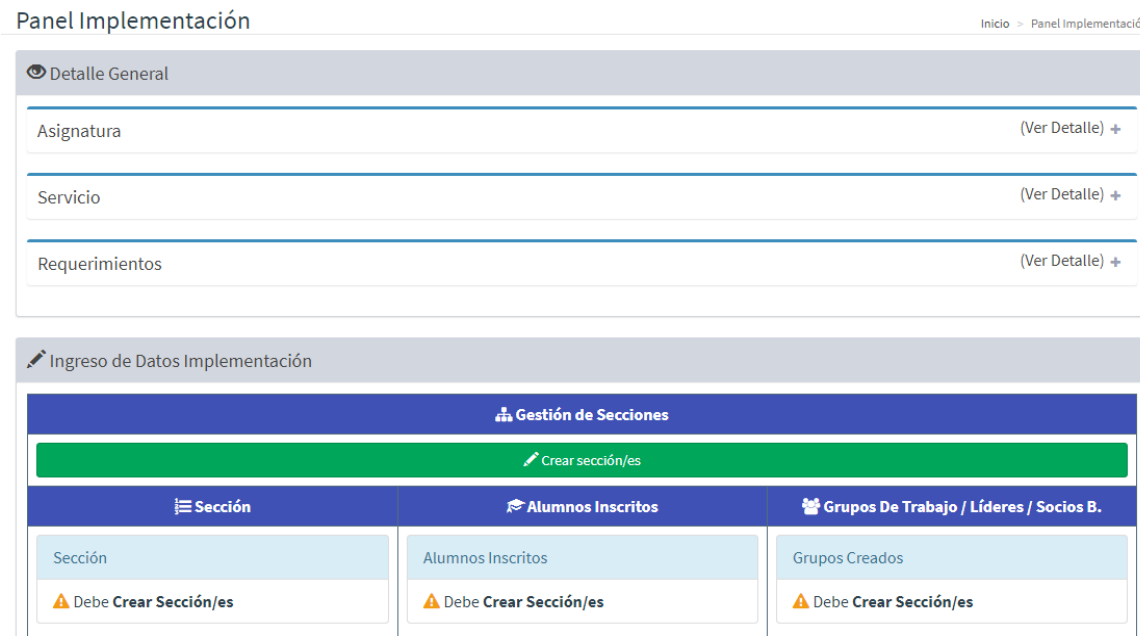 Panel Implementación
Inicio > Panel Implementació
Detalle General
Asignatura
(Ver Detalle) +
Servicio
(Ver Detalle) +
Requerimientos
(Ver Detalle) +
Ingreso de Datos Implementación
Gestión de Secciones
Crear sección/es
Sección
Alumnos Inscritos
Grupos De Trabajo / Líderes / Socios B.
Sección
Alumnos Inscritos
Grupos Creados
Debe Crear Sección/es
Debe Crear Sección/es
Debe Crear Sección/es